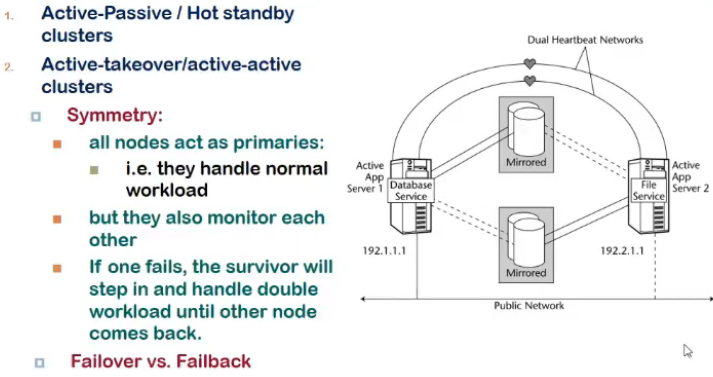 1. Active-Passive / Hot standby
clusters
2. Active-takeover/active-active
clusters
Symmetry:
all nodes act as primaries:
i.e. they handle normal
workload
but they also monitor each
other
If one fails, the survivor will
step in and handle double
workload until other node
comes back.
Failover vs. Failback
Dual Heartbeat Networks
Mirrored
Active
App
Server 1
Database
Service
File
Service
Active
App
Server 2
192.1.1.1
192.2.1.1
Mirrored
Public Network